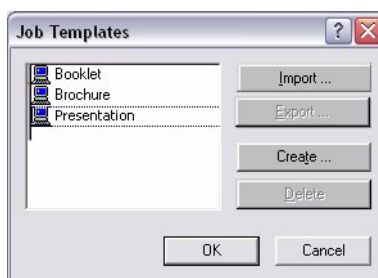 Job Templates
Booklet
Brochure
Presentation
Import ...
Export ...
Create ...
Delete
OK
Cancel